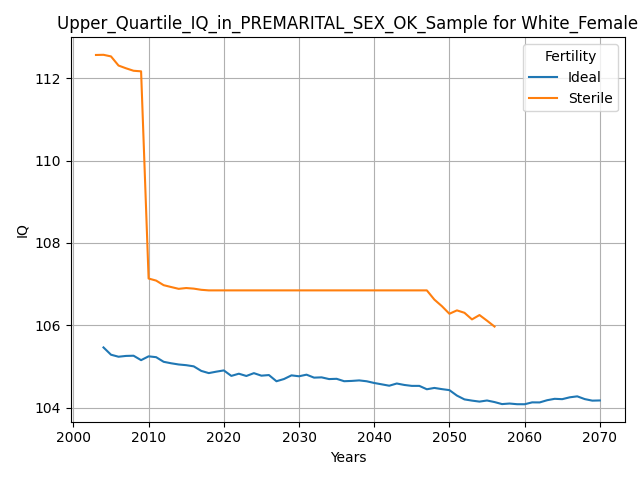 Upper_Quartile_IQ_in_PREMARITAL_SEX_OK_Sample for White_Female
Fertility
Ideal
Sterile
112
110
108
106
104
IQ
2000 2010 2020 2030 2040 2050 2060 2070
Years